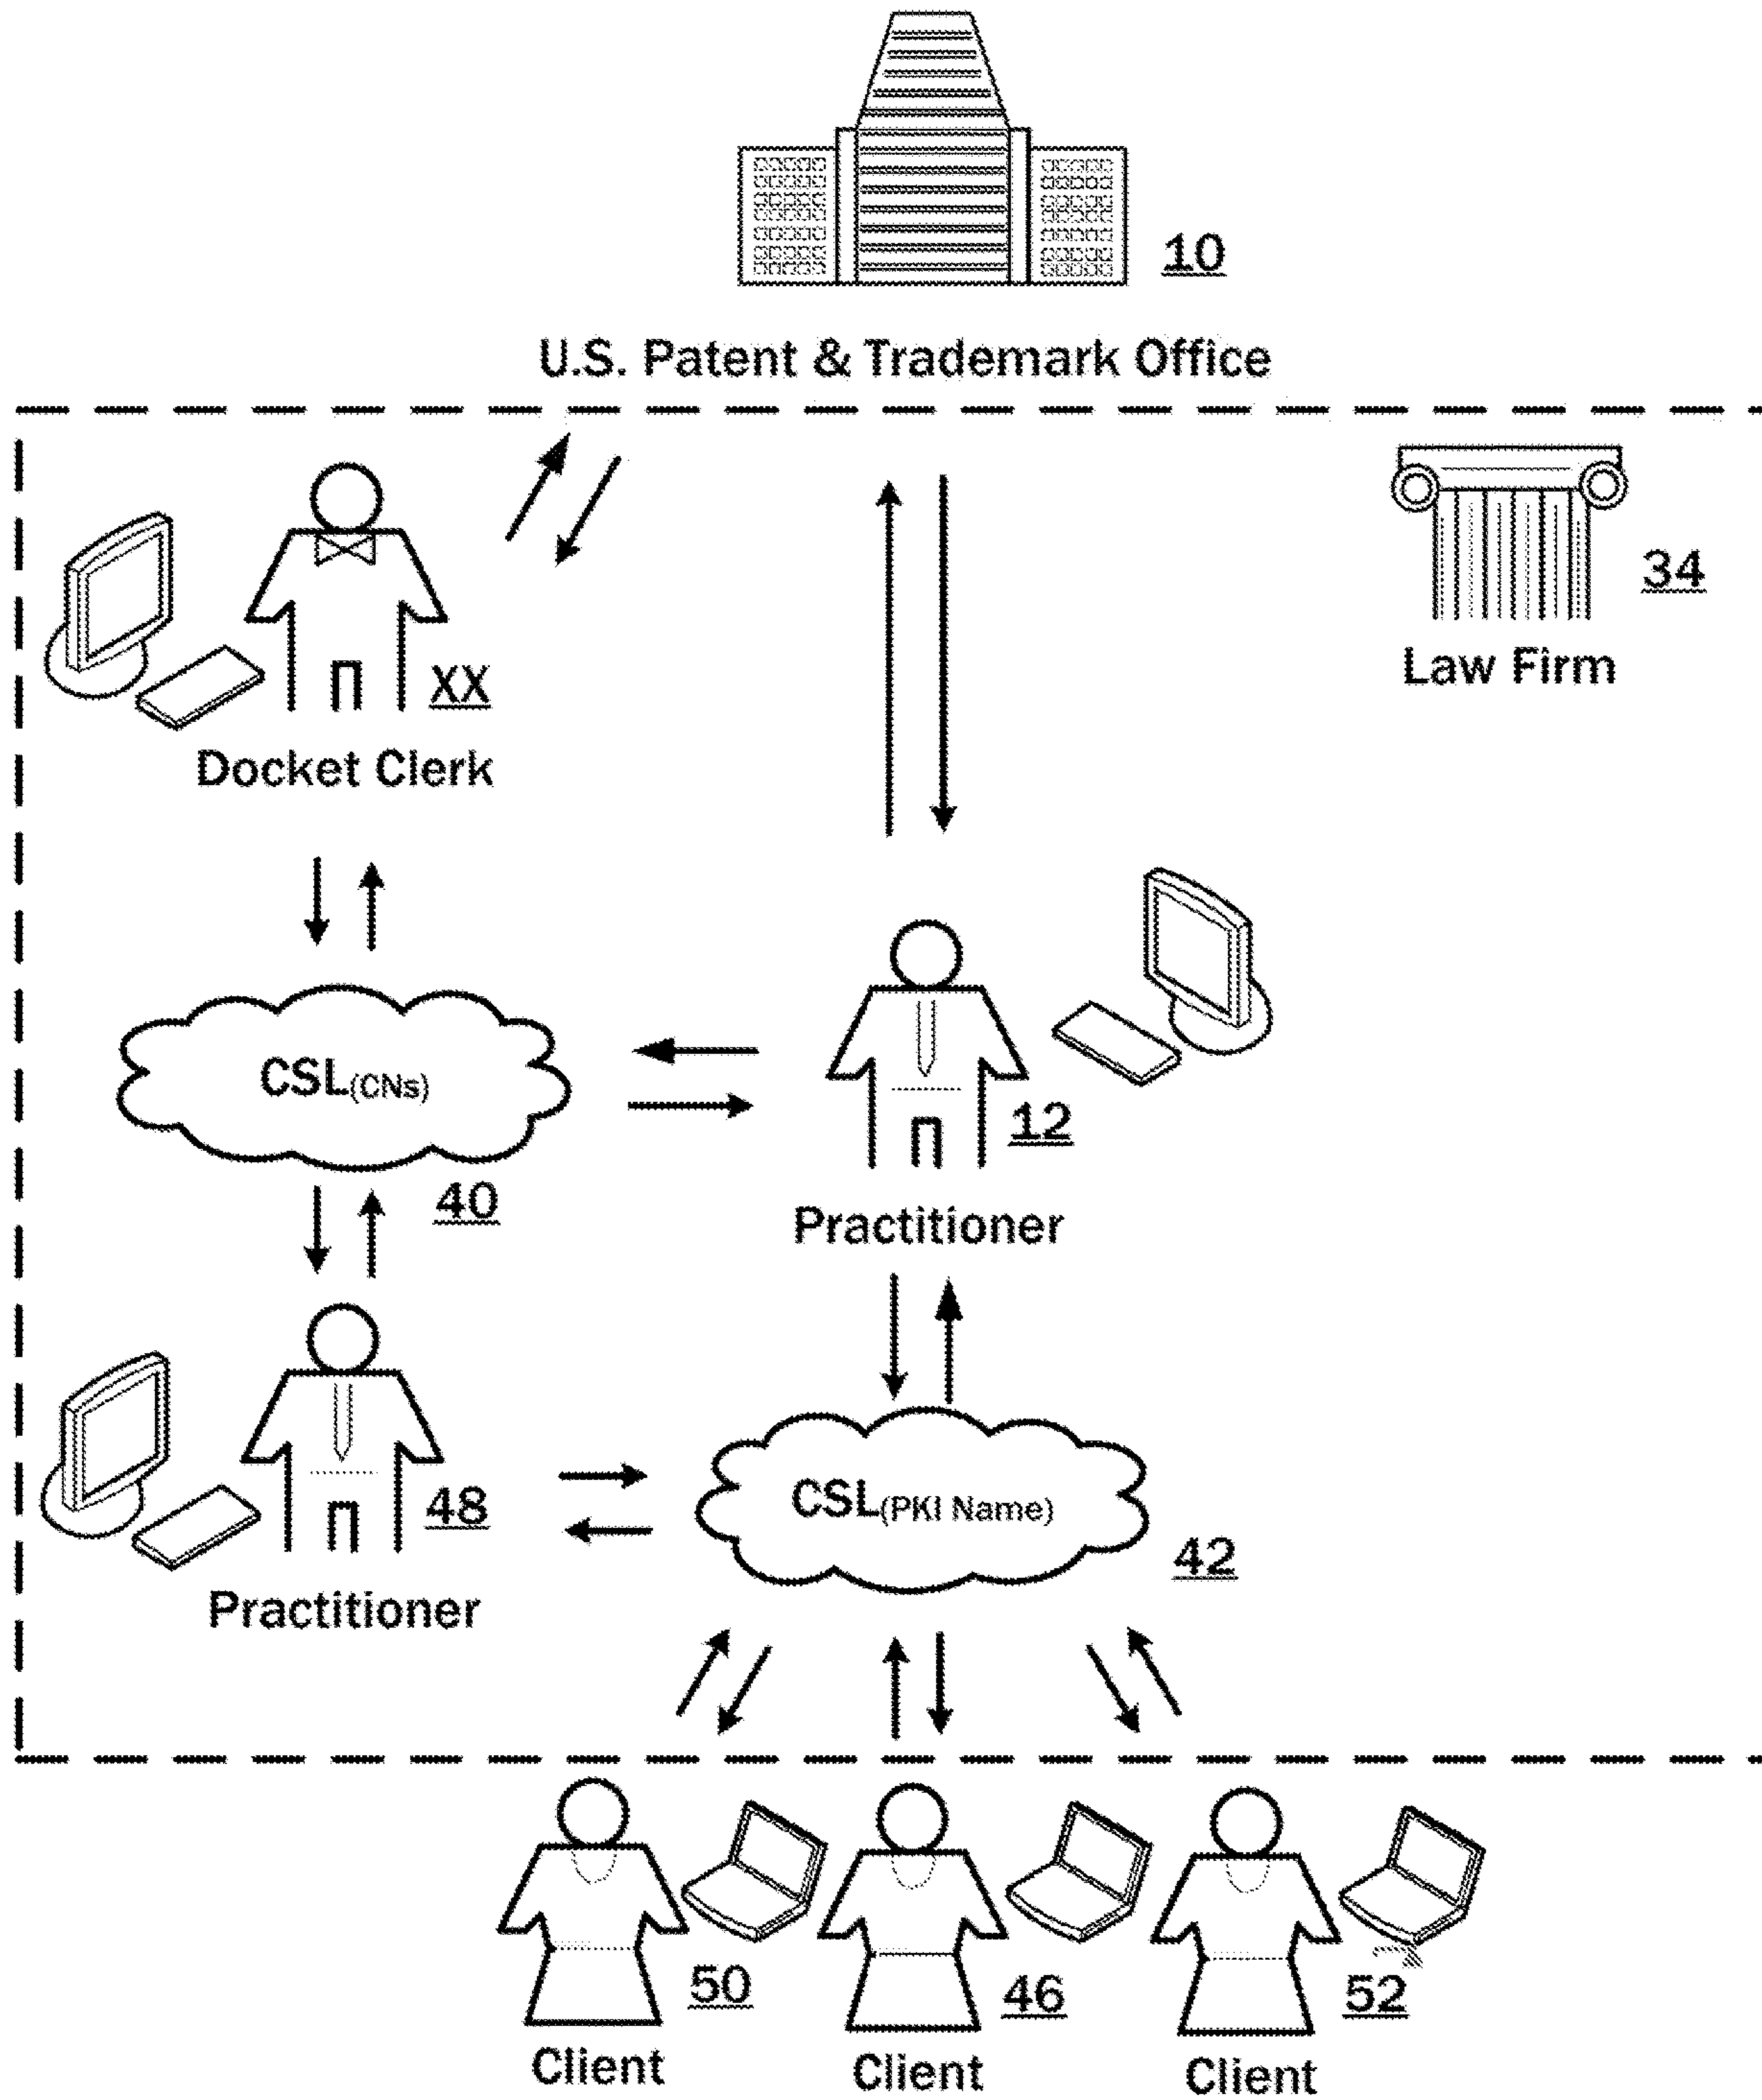 10
U.S. Patent & Trademark Office
34
Law Firm
XX
Docket Clerk
CSL(CNs)
12
40
Practitioner
CSL(PKI Name)
48
42
Practitioner
50
46
52
Client
Client
Client